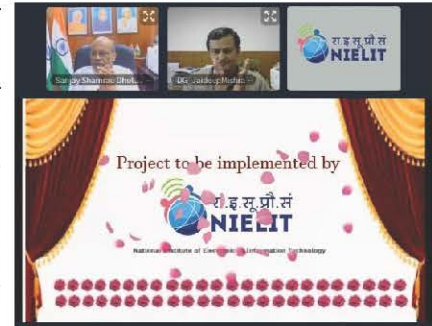 Sanjay Shamrao Dhot...
DG Jaideep Mishra
रा.इ.सू.प्रौ.सं
NIELIT
Project to be implemented by
रा.इ.सू.प्रौ.सं
NIELIT
National Institute of Electronics & Information Technology